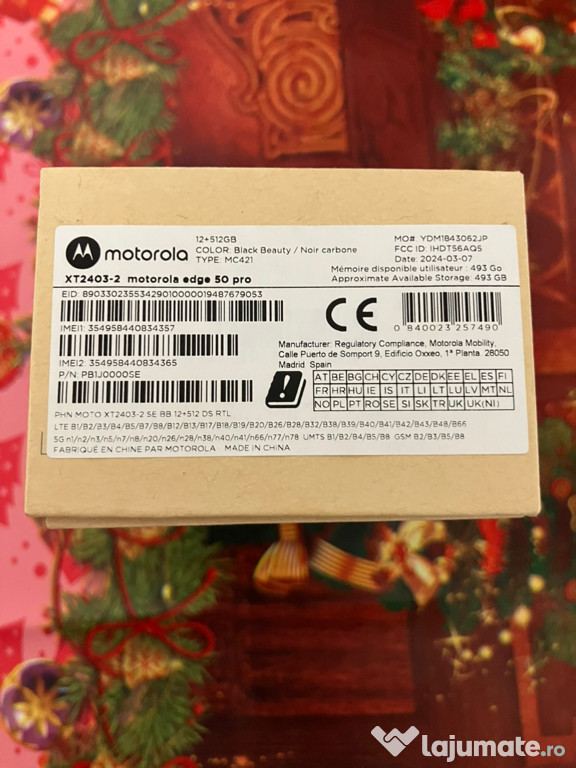 motorola
12+512GB
COLOR: Black Beauty / Noir carbone
TYPE: MC421
MO#: YDM1843062JP
FCC ID: IHDT56AQ5
Date: 2024-03-07
XT2403-2 motorola edge 50 pro
Mémoire disponible utilisateur : 493 Go
Approximate Available Storage: 493 GB
EID: 89033023553429010000019487679053
IMEI1: 354958440834357
IMEI2: 354958440834365
P/N: PB1J0000SE
CE
0 840023 257490
Manufacturer: Regulatory Compliance, Motorola Mobility,
Calle Puerto de Somport 9, Edificio Oxxeo, 1ª Planta. 28050
Madrid. Spain
AT BE BG CH CY CZ DE DK EE EL ES FI
FR HR HU IE IS IT LI LT LU LV MT NL
NO PL PT RO SE SI SK TR UK UK(NI)
PHN MOTO XT2403-2 SE BB 12+512 DS RTL
LTE B1/B2/B3/B4/B5/B7/B8/B12/B13/B17/B18/B19/B20/B26/B28/B32/B38/B39/B40/B41/B42/B43/B48/B66
5G n1/n2/n3/n5/n7/n8/n20/n26/n28/n38/n40/n41/n66/n77/n78 UMTS B1/B2/B4/B5/B8 GSM B2/B3/B5/B8
FABRIQUÉ EN CHINE PAR MOTOROLA MADE IN CHINA
lajumate.ro